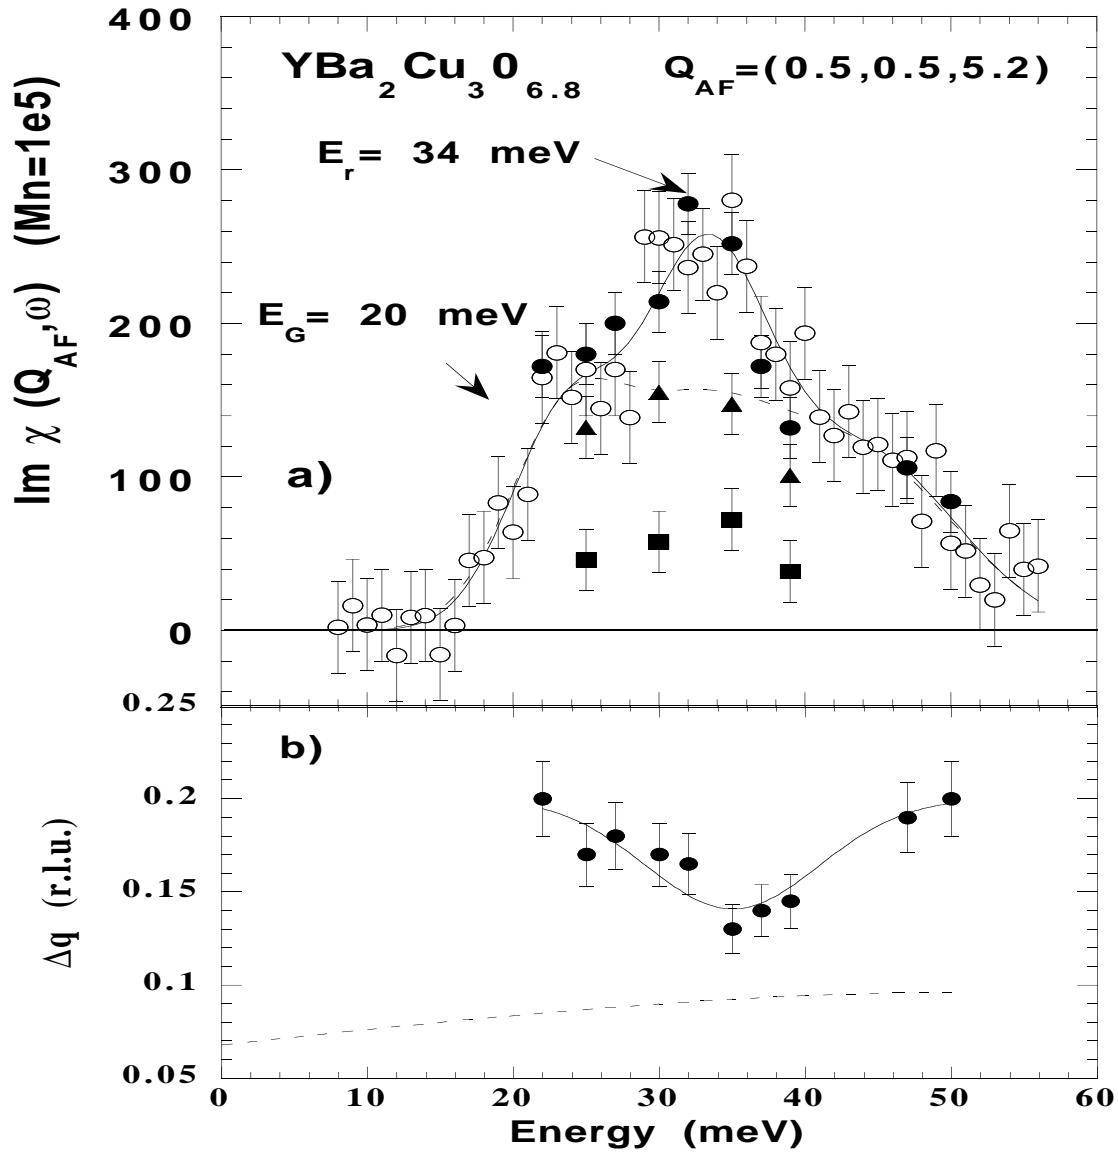 400
YBa2Cu3O6.8
QAF=(0.5,0.5,5.2)
Er= 34 meV
300
EG= 20 meV
200
a)
100
0
Im χ (QAF,ω) (Mn=1e5)
0.25
b)
0.2
0.15
0.1
0.05
Δq (r.l.u.)
0 10 20 30 40 50 60
Energy (meV)